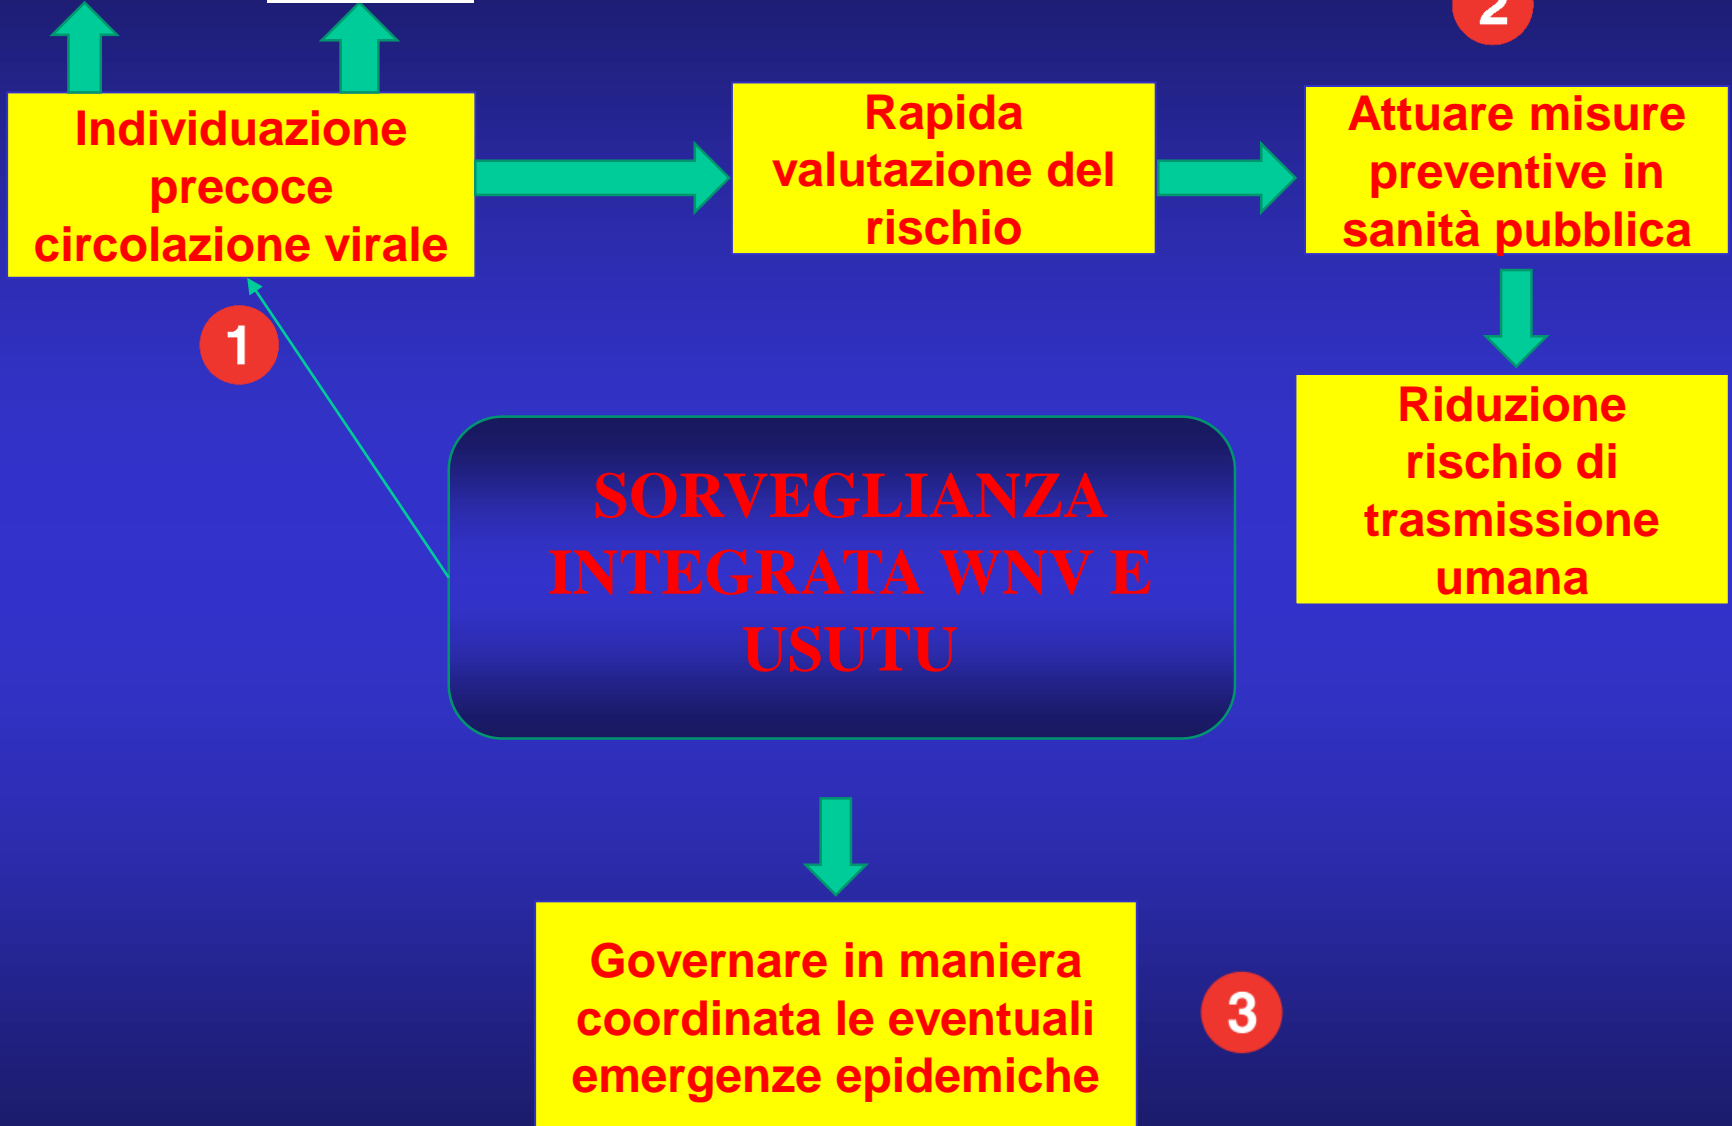 2
Individuazione
precoce
circolazione virale
Rapida
valutazione del
rischio
Attuare misure
preventive in
sanità pubblica
1
Riduzione
rischio di
trasmissione
umana
SORVEGLIANZA
INTEGRATA WNV E
USUTU
Governare in maniera
coordinata le eventuali
emergenze epidemiche
3